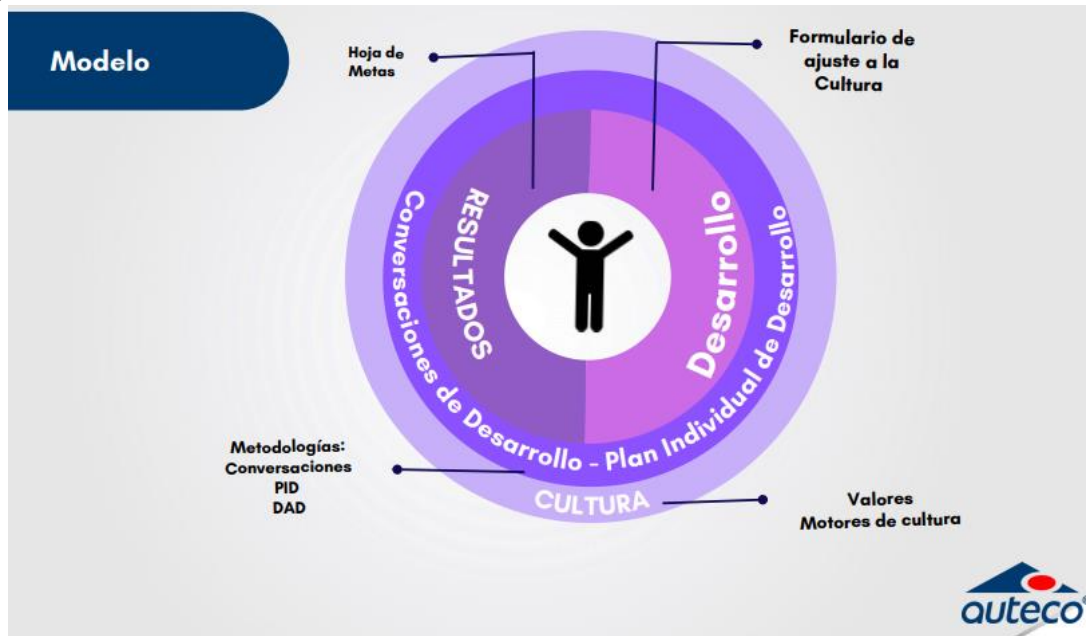 Modelo
Hoja de
Metas
Formulario de
ajuste a la
Cultura
RESULTADOS
Desarrollo
Conversaciones de Desarrollo - Plan Individual de Desarrollo
CULTURA
Metodologías:
Conversaciones
PID
DAD
Valores
Motores de cultura
auteco